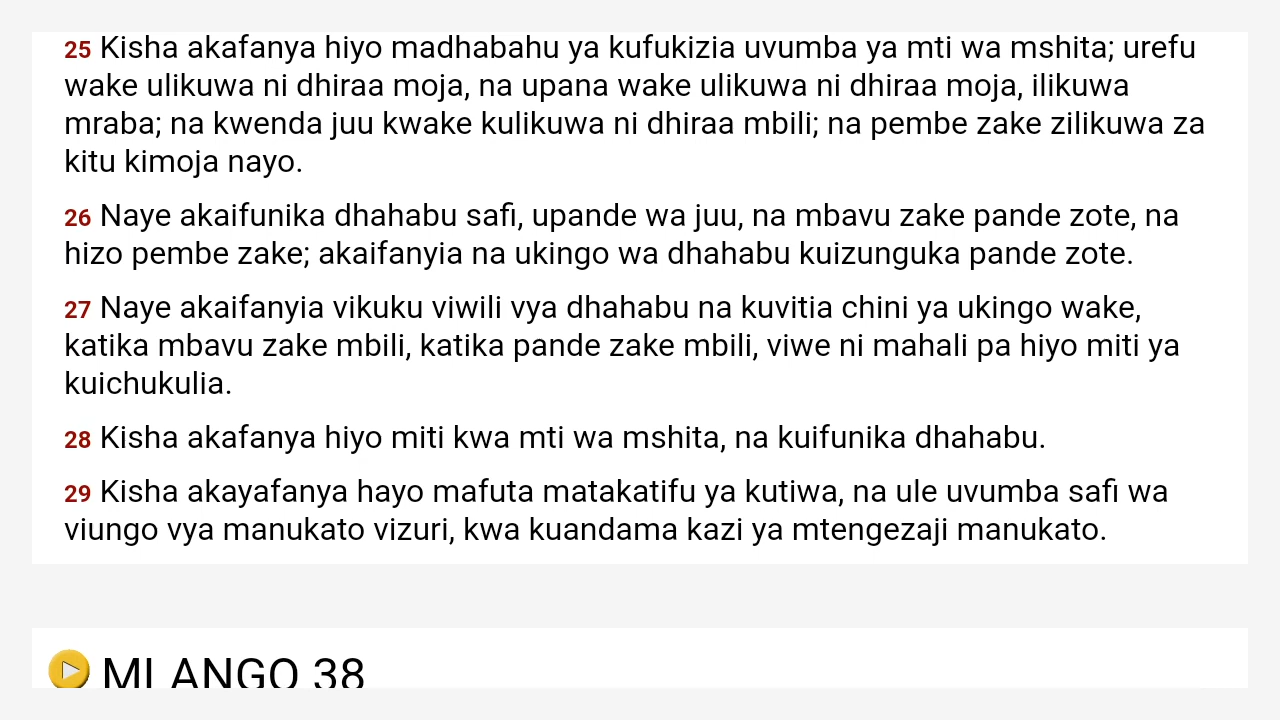 25 Kisha akafanya hiyo madhabahu ya kufukizia uvumba ya mti wa mshita; urefu
wake ulikuwa ni dhiraa moja, na upana wake ulikuwa ni dhiraa moja, ilikuwa
mraba; na kwenda juu kwake kulikuwa ni dhiraa mbili; na pembe zake zilikuwa za
kitu kimoja nayo.
26 Naye akaifunika dhahabu safi, upande wa juu, na mbavu zake pande zote, na
hizo pembe zake; akaifanyia na ukingo wa dhahabu kuizunguka pande zote.
27 Naye akaifanyia vikuku viwili vya dhahabu na kuvitia chini ya ukingo wake,
katika mbavu zake mbili, katika pande zake mbili, viwe ni mahali pa hiyo miti ya
kuichukulia.
28 Kisha akafanya hiyo miti kwa mti wa mshita, na kuifunika dhahabu.
29 Kisha akayafanya hayo mafuta matakatifu ya kutiwa, na ule uvumba safi wa
viungo vya manukato vizuri, kwa kuandama kazi ya mtengezaji manukato.
MLANGO 38